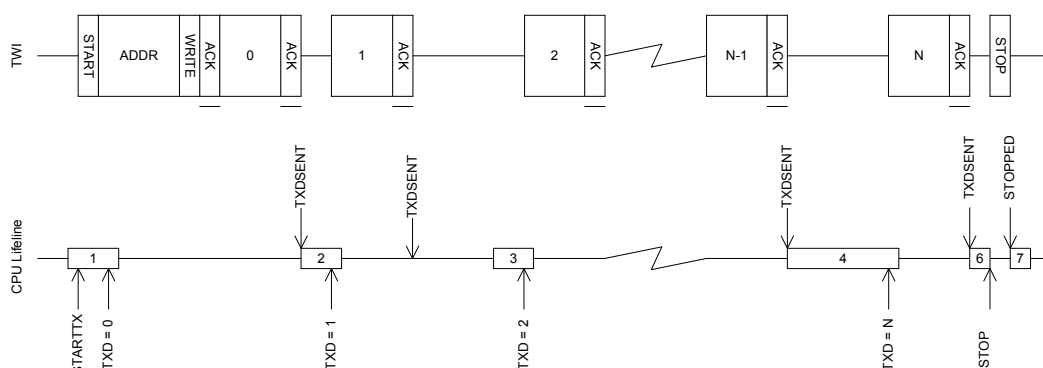 TWI
START
ADDR
WRITE
ACK
0
ACK
1
ACK
2
ACK
N-1
ACK
N
ACK
STOP
CPU Lifeline
TXDSENT
TXDSENT
TXDSENT
TXDSENT
STOPPED
1
2
3
4
6
7
STARTTX
TXD = 0
TXD = 1
TXD = 2
TXD = N
STOP